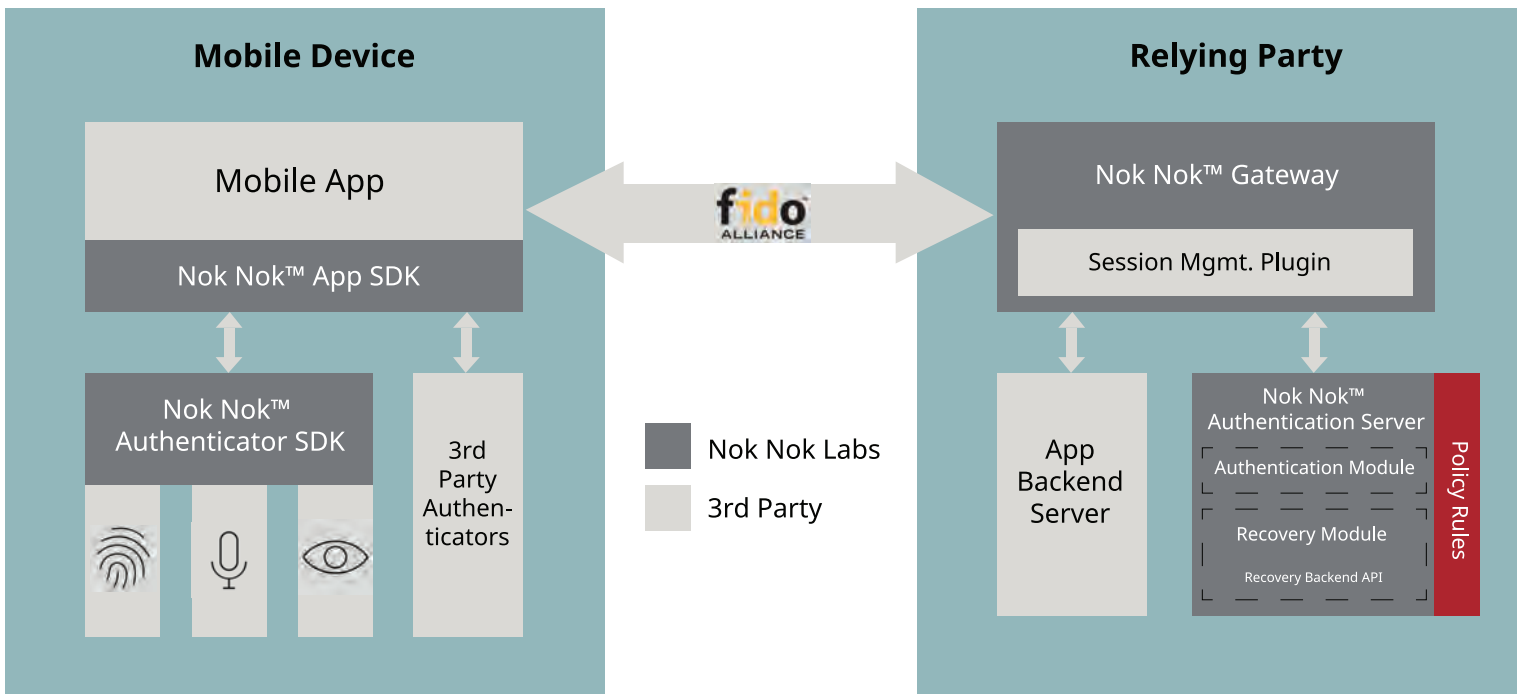 Mobile Device
Mobile App
Nok Nok™ App SDK
Nok Nok™
Authenticator SDK
3rd
Party
Authen-
ticators
fido
ALLIANCE
Nok Nok Labs
3rd Party
Relying Party
Nok Nok™ Gateway
Session Mgmt. Plugin
App
Backend
Server
Nok Nok™
Authentication Server
Authentication Module
Recovery Module
Recovery Backend API
Policy Rules